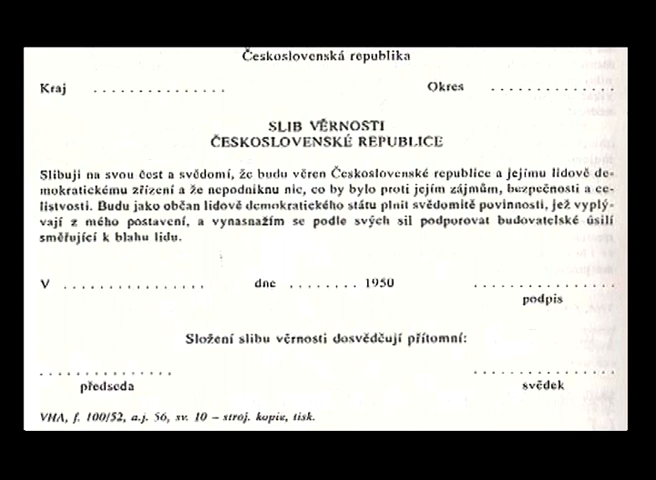 Československá republika
Kraj . . . . . . . . . . . . . . . Okres . . . . . . . . . . . . . .
SLIB VĚRNOSTI
ČESKOSLOVENSKÉ REPUBLICE
Slibuji na svou čest a svědomí, že budu věren Československé republice a jejímu lidově de-
mokratickému zřízení a že nepodniknu nic, co by bylo proti jejím zájmům, bezpečnosti a ce-
listvosti. Budu jako občan lidově demokratického státu plnit svědomitě povinnosti, jež vyplý-
vají z mého postavení, a vynasnažím se podle svých sil podporovat budovatelské úsilí
směřující k blahu lidu.
V . . . . . . . . . . . . . . . . dne . . . . . . . . 1950 . . . . . . . . . . . . . . . .
podpis
Složení slibu věrnosti dosvědčují přítomní:
. . . . . . . . . . . . . . . . . . . . . . . . . . . . . . .
předseda svědek
VHA, f. 100/52, a.j. 56, sv. 10 – stroj. kopie, tisk.